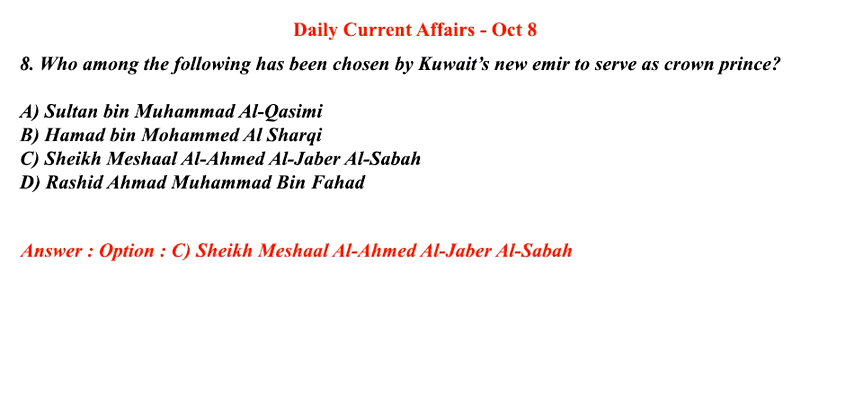 Daily Current Affairs - Oct 8
8. Who among the following has been chosen by Kuwait’s new emir to serve as crown prince?
A) Sultan bin Muhammad Al-Qasimi
B) Hamad bin Mohammed Al Sharqi
C) Sheikh Meshaal Al-Ahmed Al-Jaber Al-Sabah
D) Rashid Ahmad Muhammad Bin Fahad
Answer : Option : C) Sheikh Meshaal Al-Ahmed Al-Jaber Al-Sabah